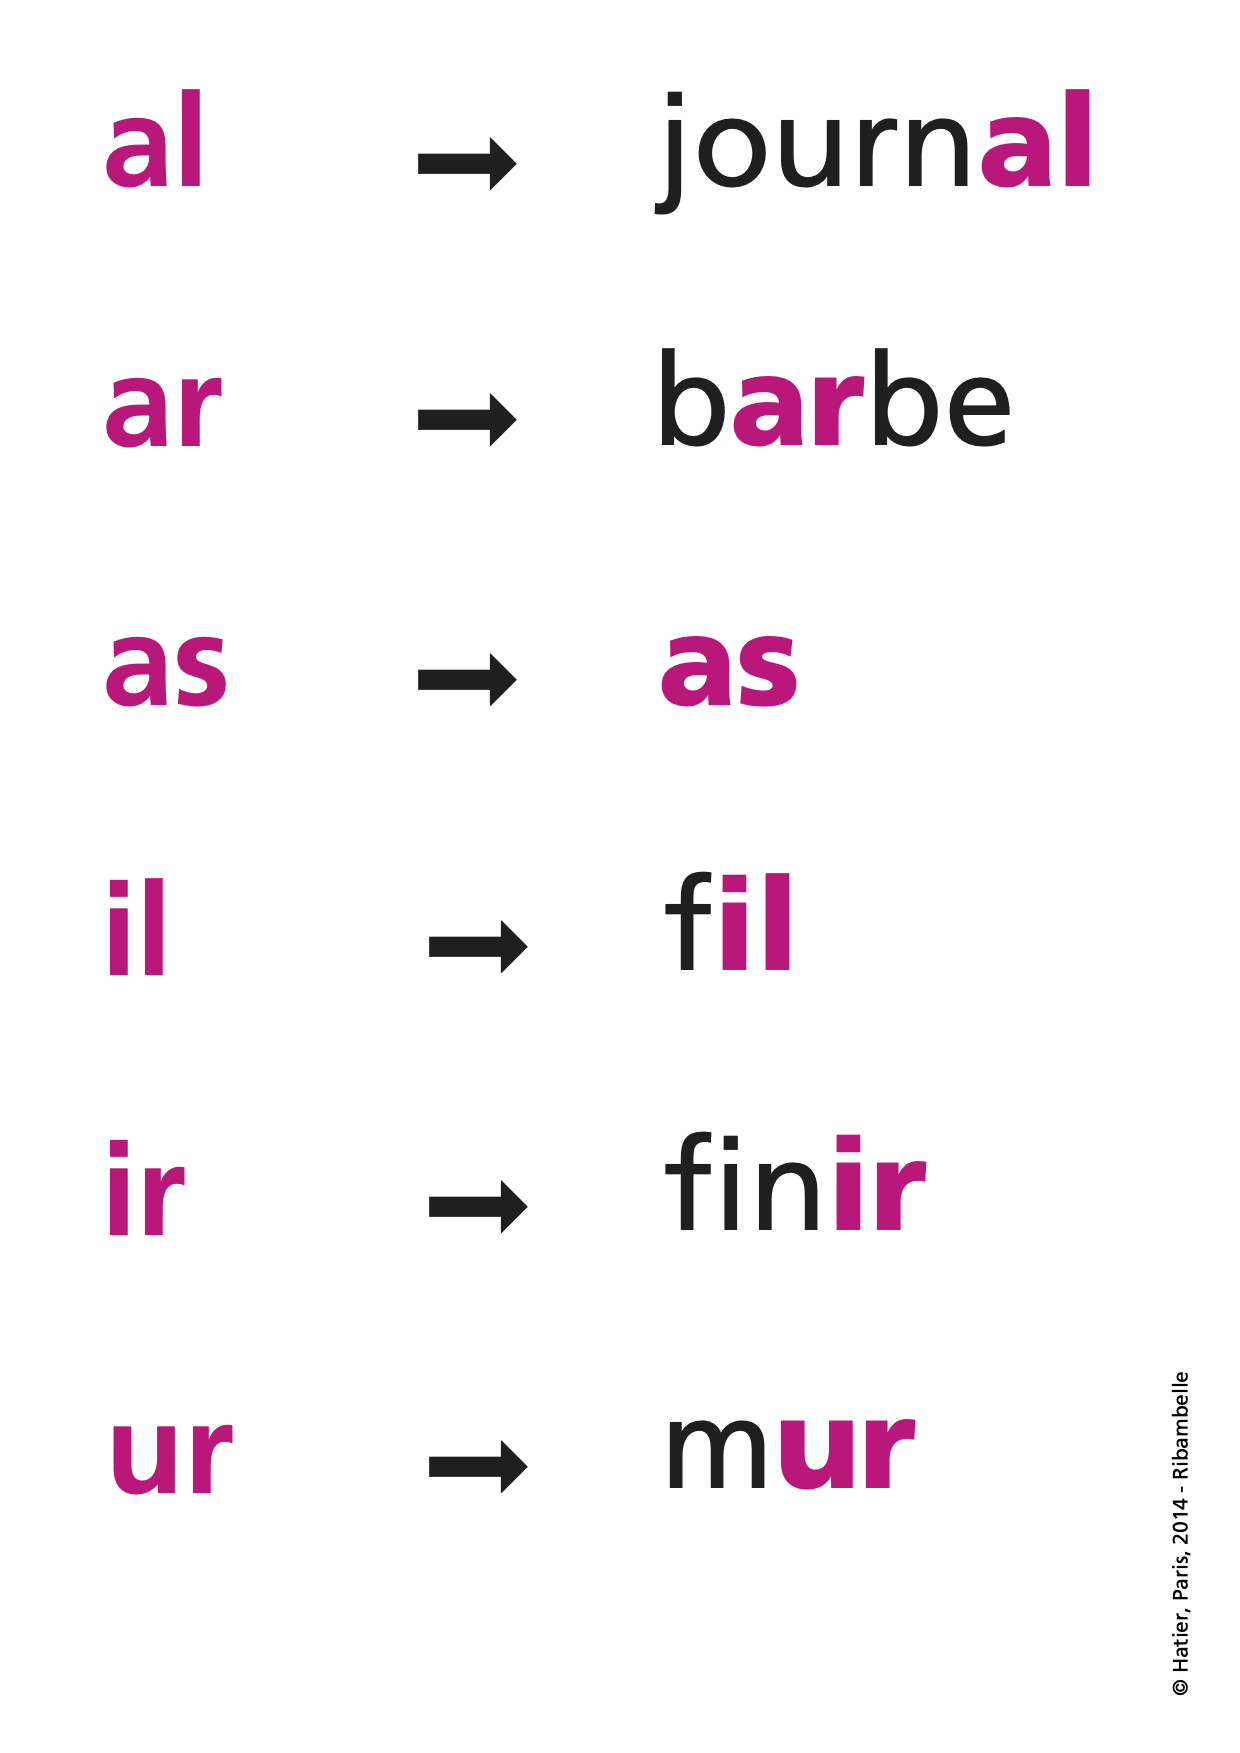 al → journal
ar → barbe
as → as
il → fil
ir → finir
ur → mur
© Hatier, Paris, 2014 - Ribambelle